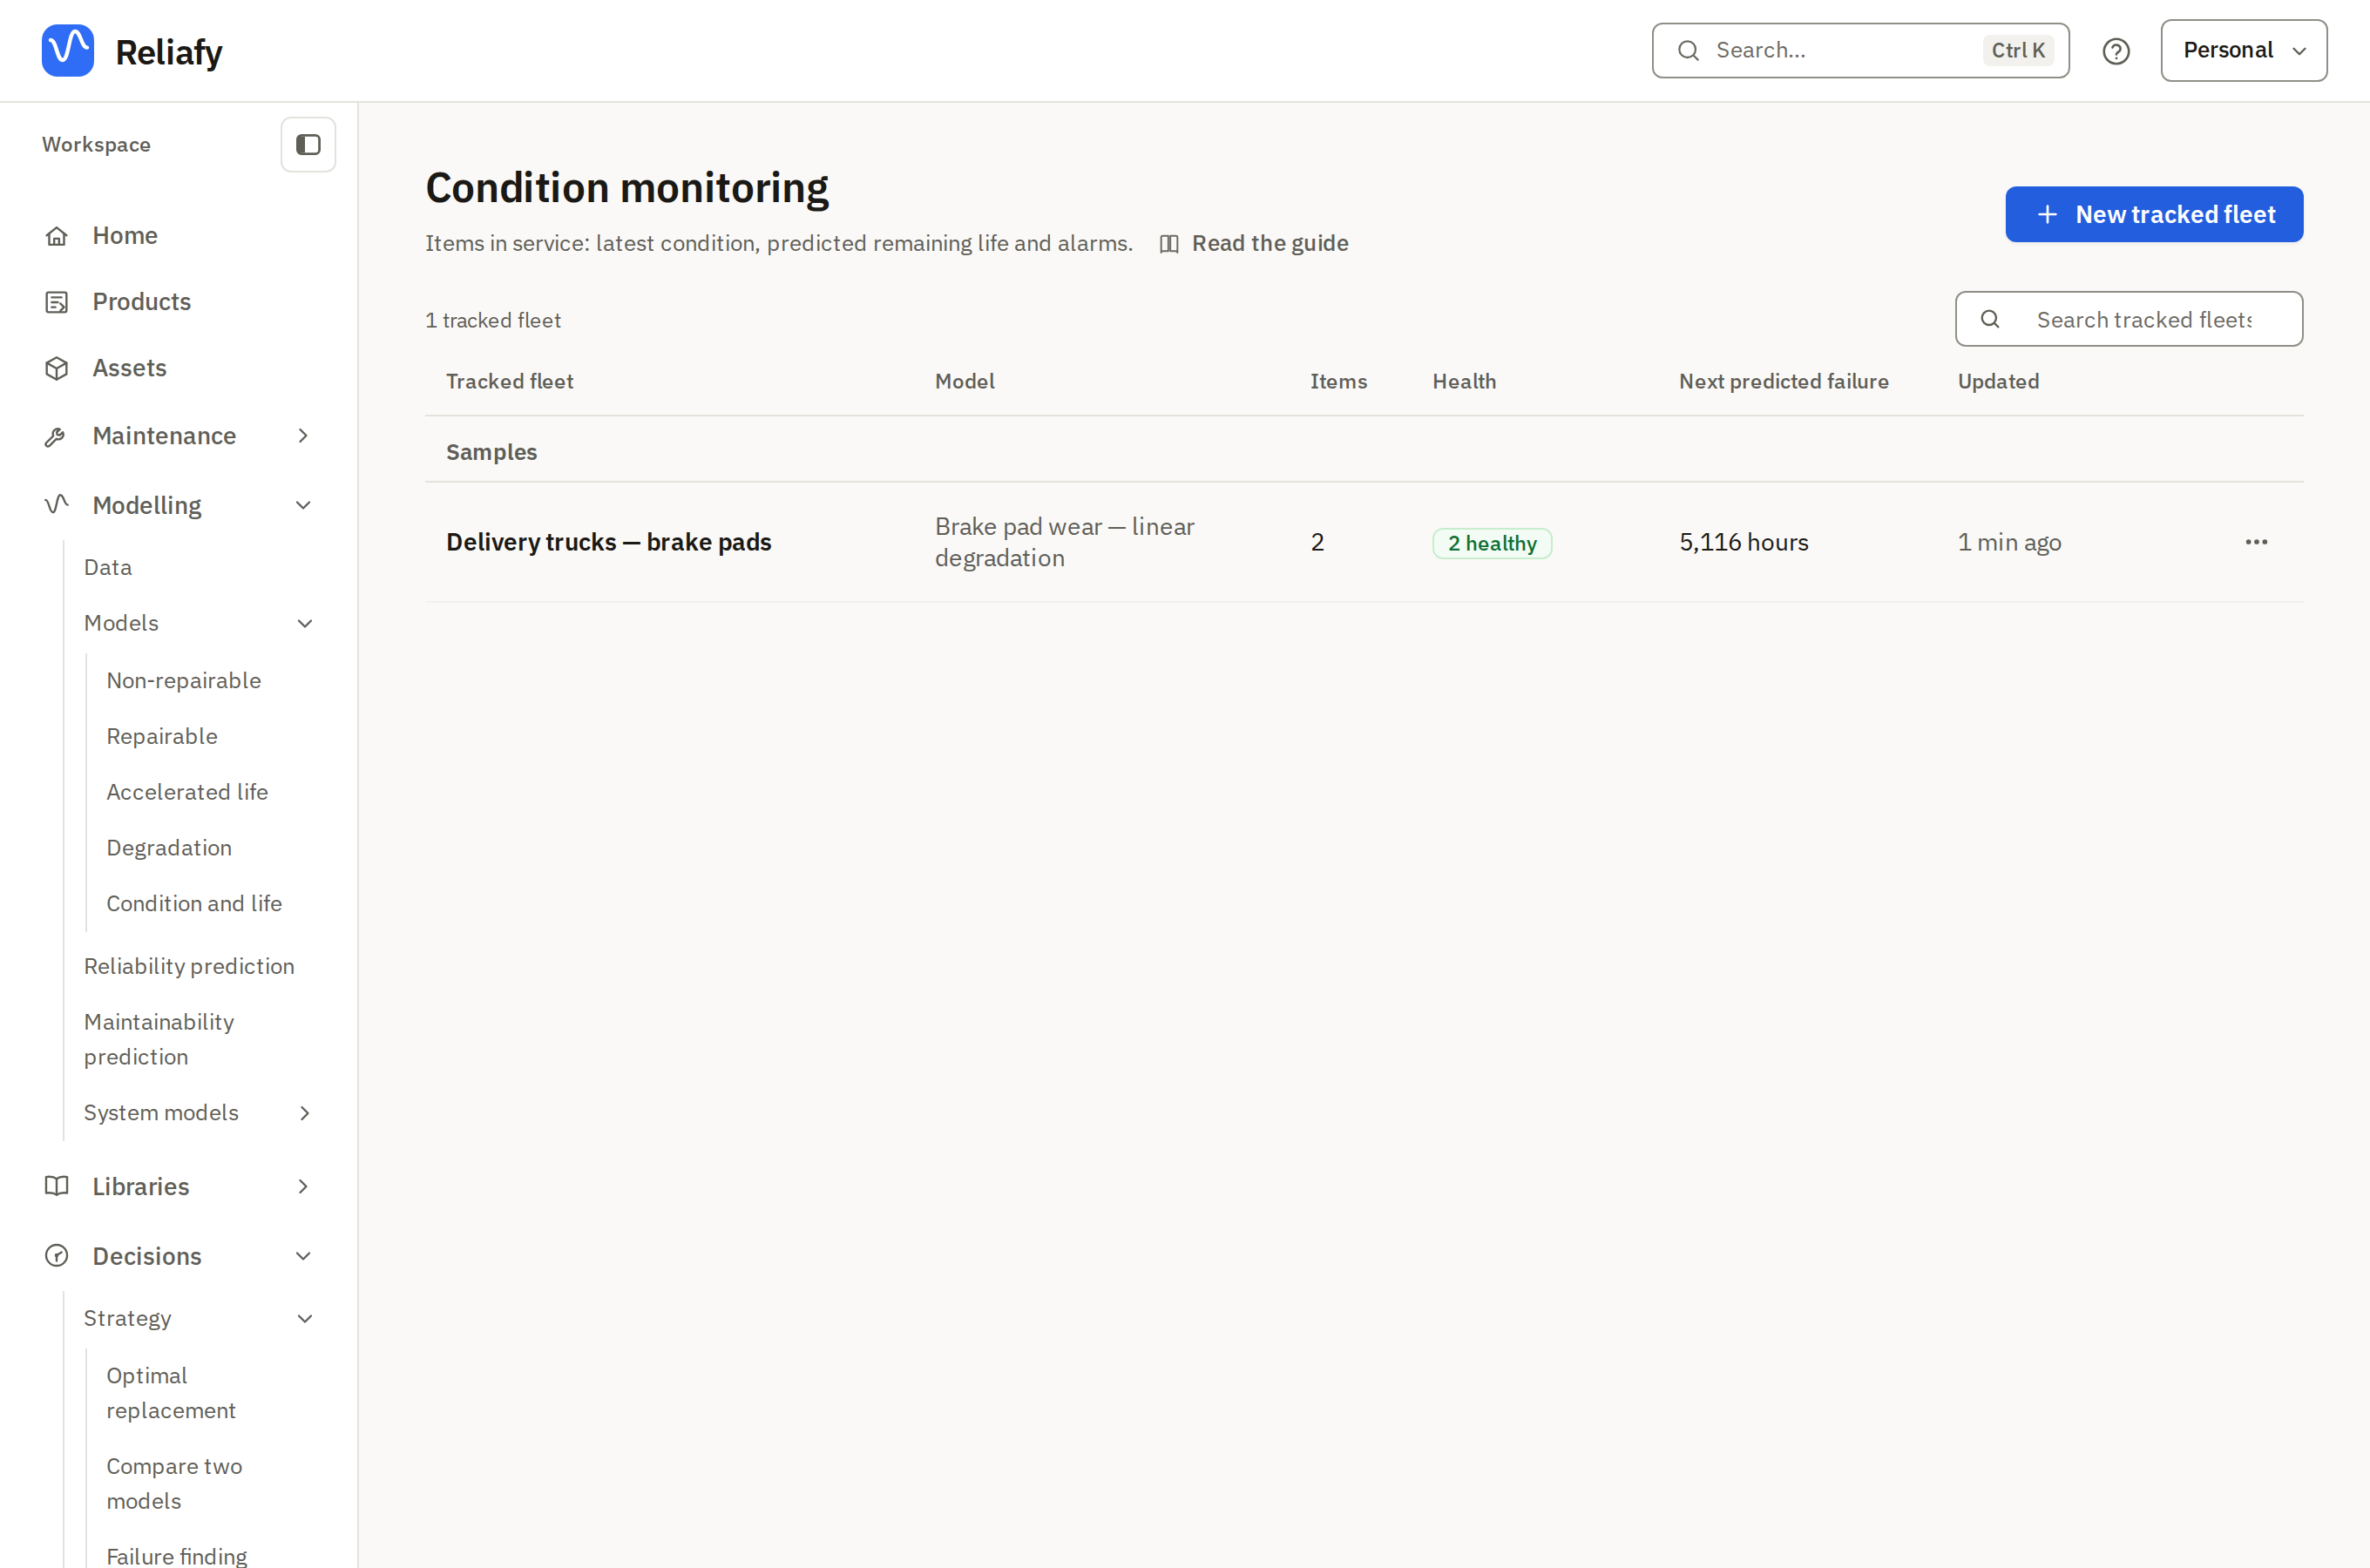 Reliafy
Search...
Ctrl K
Personal
Workspace
Home
Products
Assets
Maintenance
Modelling
Data
Models
Non-repairable
Repairable
Accelerated life
Degradation
Condition and life
Reliability prediction
Maintainability
prediction
System models
Libraries
Decisions
Strategy
Optimal
replacement
Compare two
models
Failure finding
Condition monitoring
Items in service: latest condition, predicted remaining life and alarms.
Read the guide
New tracked fleet
1 tracked fleet
Search tracked fleets
Tracked fleet Model Items Health Next predicted failure Updated
Samples
Delivery trucks — brake pads
Brake pad wear — linear
degradation
2
2 healthy
5,116 hours
1 min ago